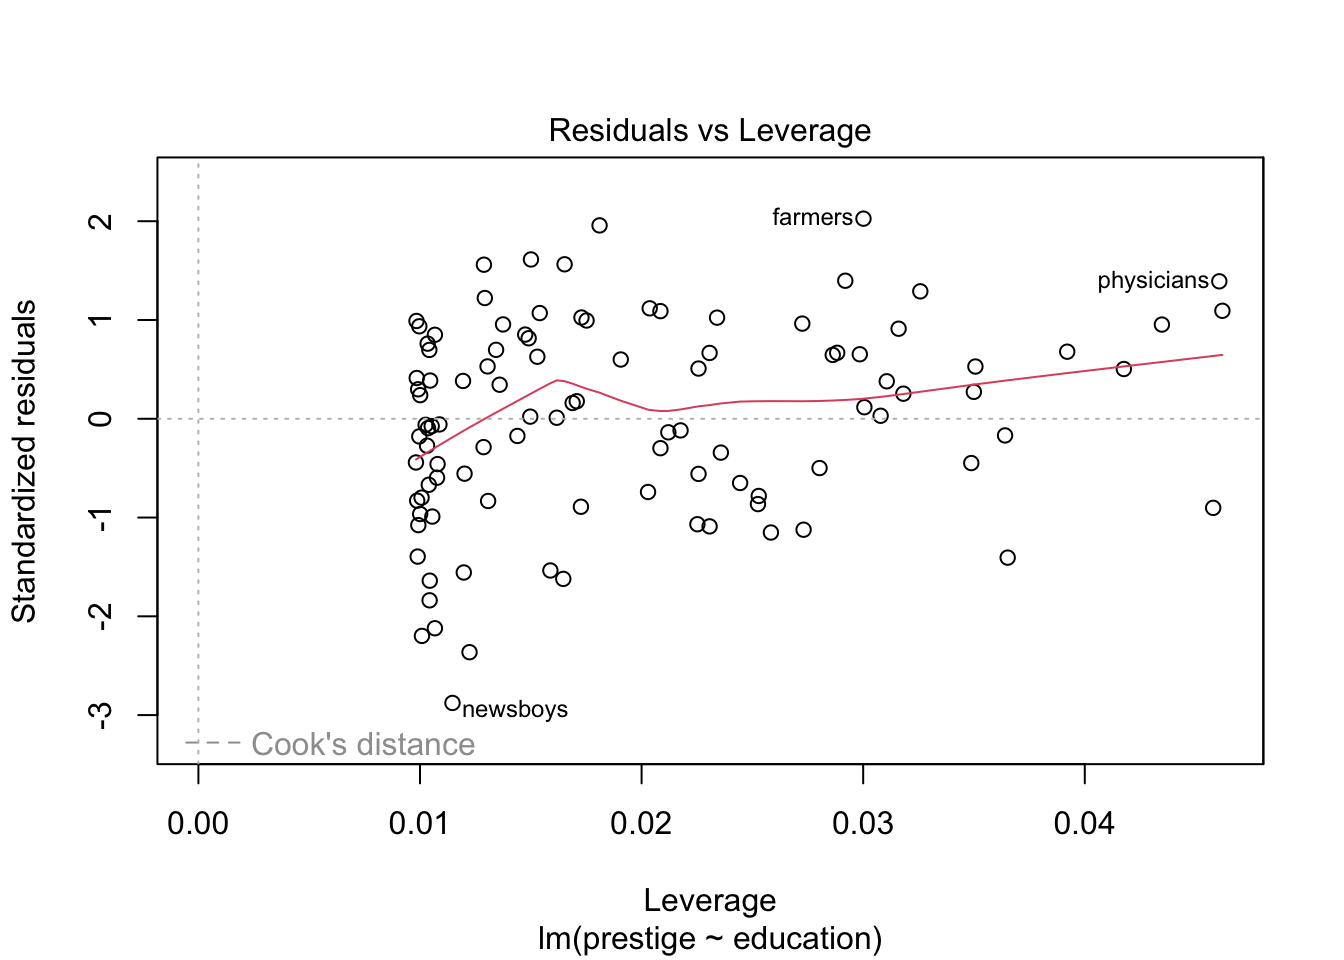 Residuals vs Leverage
Standardized residuals
2
1
0
-1
-2
-3
farmers
physicians
newsboys
Cook's distance
0.00 0.01 0.02 0.03 0.04
Leverage
lm(prestige ~ education)